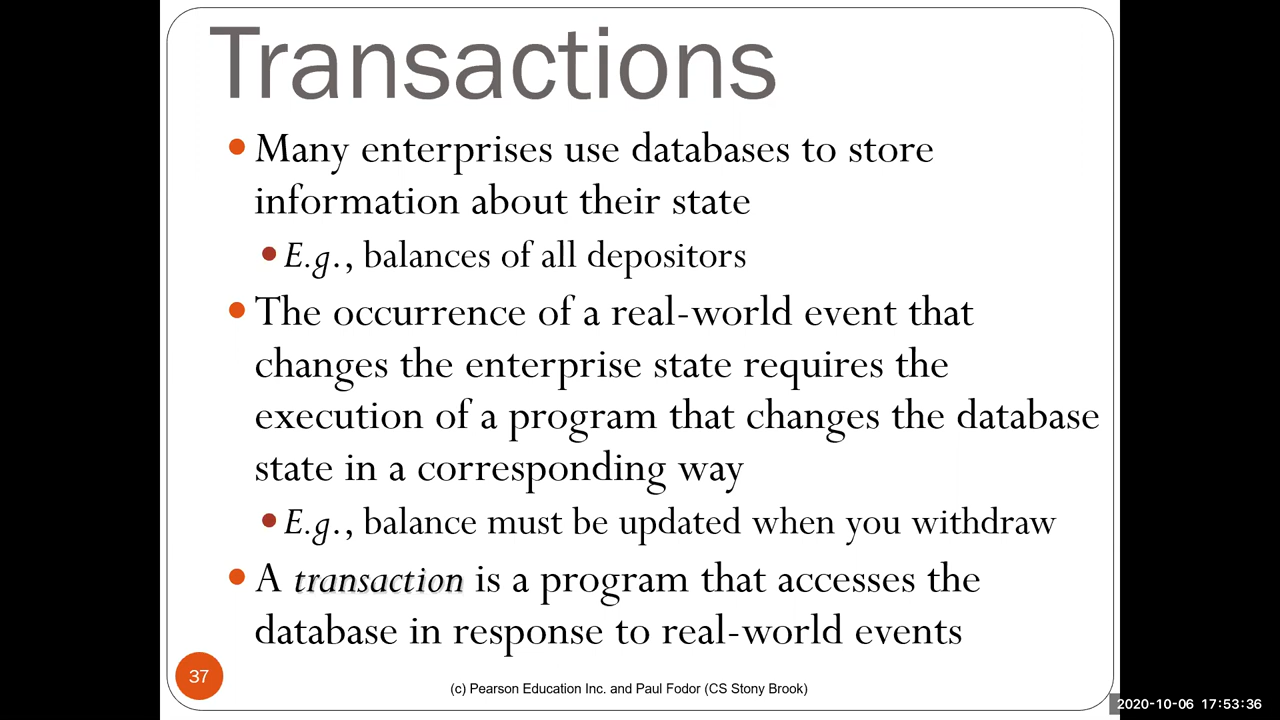 Transactions
Many enterprises use databases to store
information about their state
E.g., balances of all depositors
The occurrence of a real-world event that
changes the enterprise state requires the
execution of a program that changes the database
state in a corresponding way
E.g., balance must be updated when you withdraw
A transaction is a program that accesses the
database in response to real-world events
37
(c) Pearson Education Inc. and Paul Fodor (CS Stony Brook)
2020-10-06 17:53:36